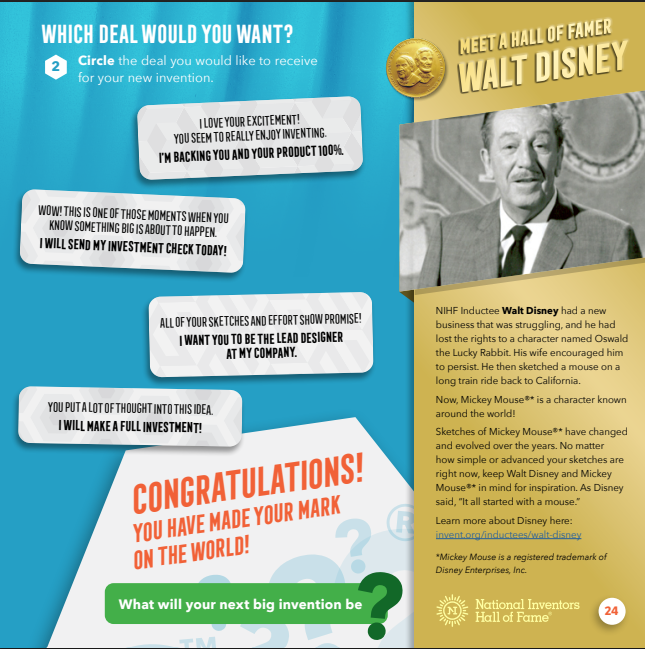 WHICH DEAL WOULD YOU WANT?
2
Circle the deal you would like to receive
for your new invention.
I LOVE YOUR EXCITEMENT!
YOU SEEM TO REALLY ENJOY INVENTING.
I'M BACKING YOU AND YOUR PRODUCT 100%.
WOW! THIS IS ONE OF THOSE MOMENTS WHEN YOU
KNOW SOMETHING BIG IS ABOUT TO HAPPEN.
I WILL SEND MY INVESTMENT CHECK TODAY!
ALL OF YOUR SKETCHES AND EFFORT SHOW PROMISE!
I WANT YOU TO BE THE LEAD DESIGNER
AT MY COMPANY.
YOU PUT A LOT OF THOUGHT INTO THIS IDEA.
I WILL MAKE A FULL INVESTMENT!
CONGRATULATIONS!
YOU HAVE MADE YOUR MARK
ON THE WORLD!
®
?
??
TM
What will your next big invention be?
MEET A HALL OF FAMER
WALT DISNEY
NIHF Inductee Walt Disney had a new
business that was struggling, and he had
lost the rights to a character named Oswald
the Lucky Rabbit. His wife encouraged him
to persist. He then sketched a mouse on a
long train ride back to California.
Now, Mickey Mouse®* is a character known
around the world!
Sketches of Mickey Mouse®* have changed
and evolved over the years. No matter
how simple or advanced your sketches are
right now, keep Walt Disney and Mickey
Mouse®* in mind for inspiration. As Disney
said, "It all started with a mouse."
Learn more about Disney here:
invent.org/inductees/walt-disney
*Mickey Mouse is a registered trademark of
Disney Enterprises, Inc.
N
National Inventors
Hall of Fame®
24